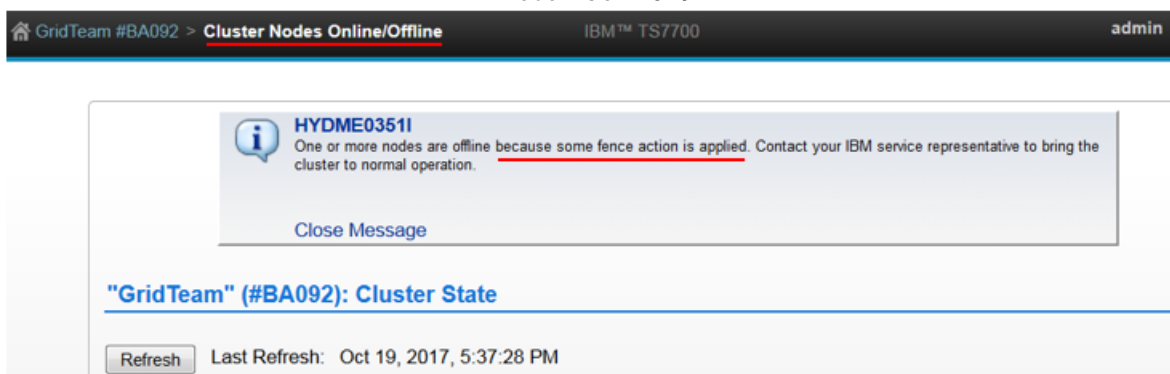 GridTeam #BA092 > Cluster Nodes Online/Offline IBM™ TS7700 admin
HYDME0351I
One or more nodes are offline because some fence action is applied. Contact your IBM service representative to bring the
cluster to normal operation.
Close Message
"GridTeam" (#BA092): Cluster State
Refresh Last Refresh: Oct 19, 2017, 5:37:28 PM